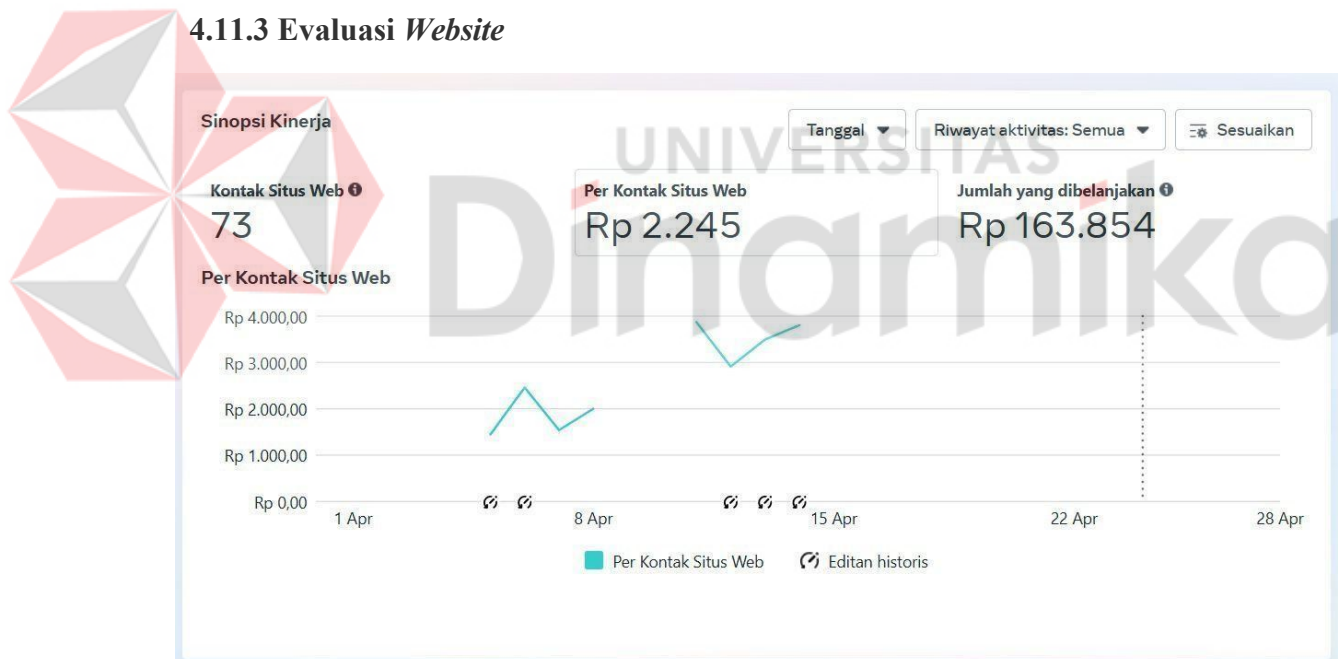 4.11.3 Evaluasi Website
UNIVERSITAS
Dinamika
Sinopsi Kinerja
Tanggal
Riwayat aktivitas: Semua
Sesuaikan
Kontak Situs Web
73
Per Kontak Situs Web
Rp 2.245
Jumlah yang dibelanjakan
Rp 163.854
Per Kontak Situs Web
Rp 4.000,00
Rp 3.000,00
Rp 2.000,00
Rp 1.000,00
Rp 0,00
1 Apr
8 Apr
15 Apr
22 Apr
28 Apr
Per Kontak Situs Web
Editan historis